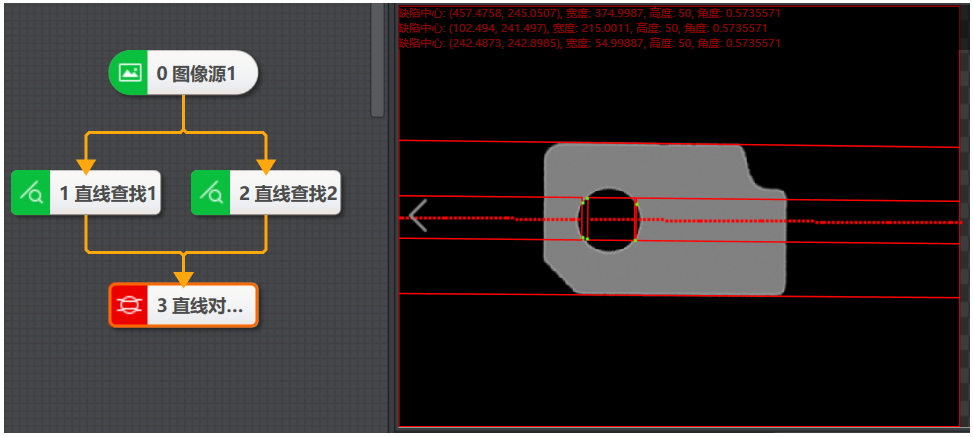 0 图像源1
1 直线查找1
2 直线查找2
3 直线对...
缺陷中心: (457.4758, 245.0507), 宽度: 374.9987, 高度: 50, 角度: 0.5735571
缺陷中心: (102.494, 241.497), 宽度: 215.0011, 高度: 50, 角度: 0.5735571
缺陷中心: (242.4873, 242.8985), 宽度: 54.99887, 高度: 50, 角度: 0.5735571